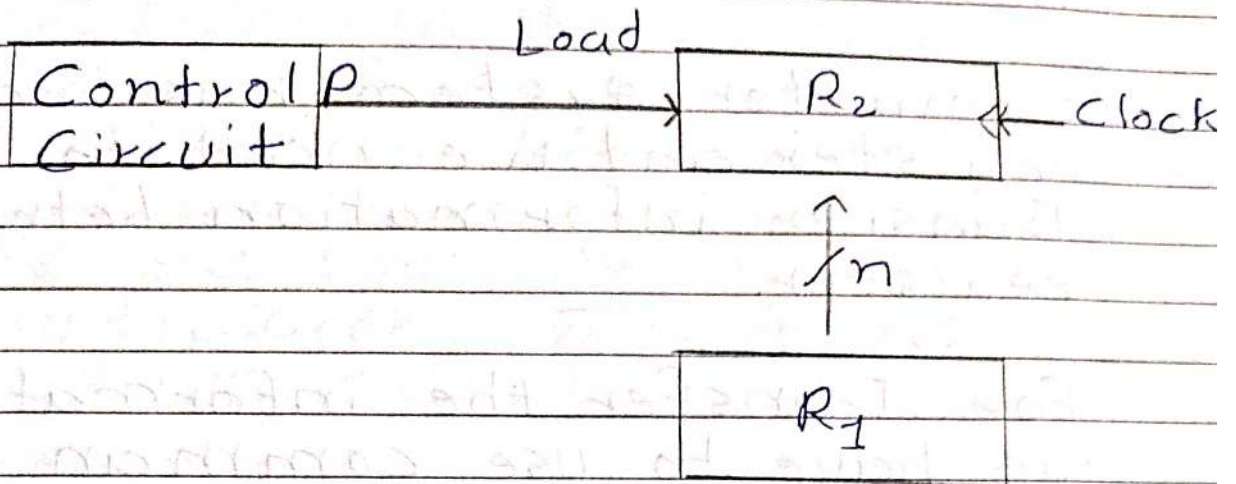 Load
Control P
Circuit
R₂
Clock
n
R₁